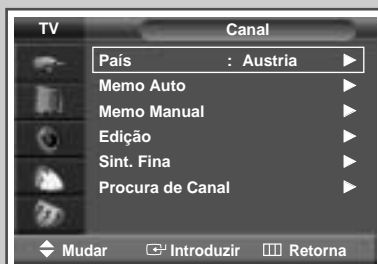 TV Canal
País : Austria
Memo Auto
Memo Manual
Edição
Sint. Fina
Procura de Canal
Mudar Introduzir Retorna